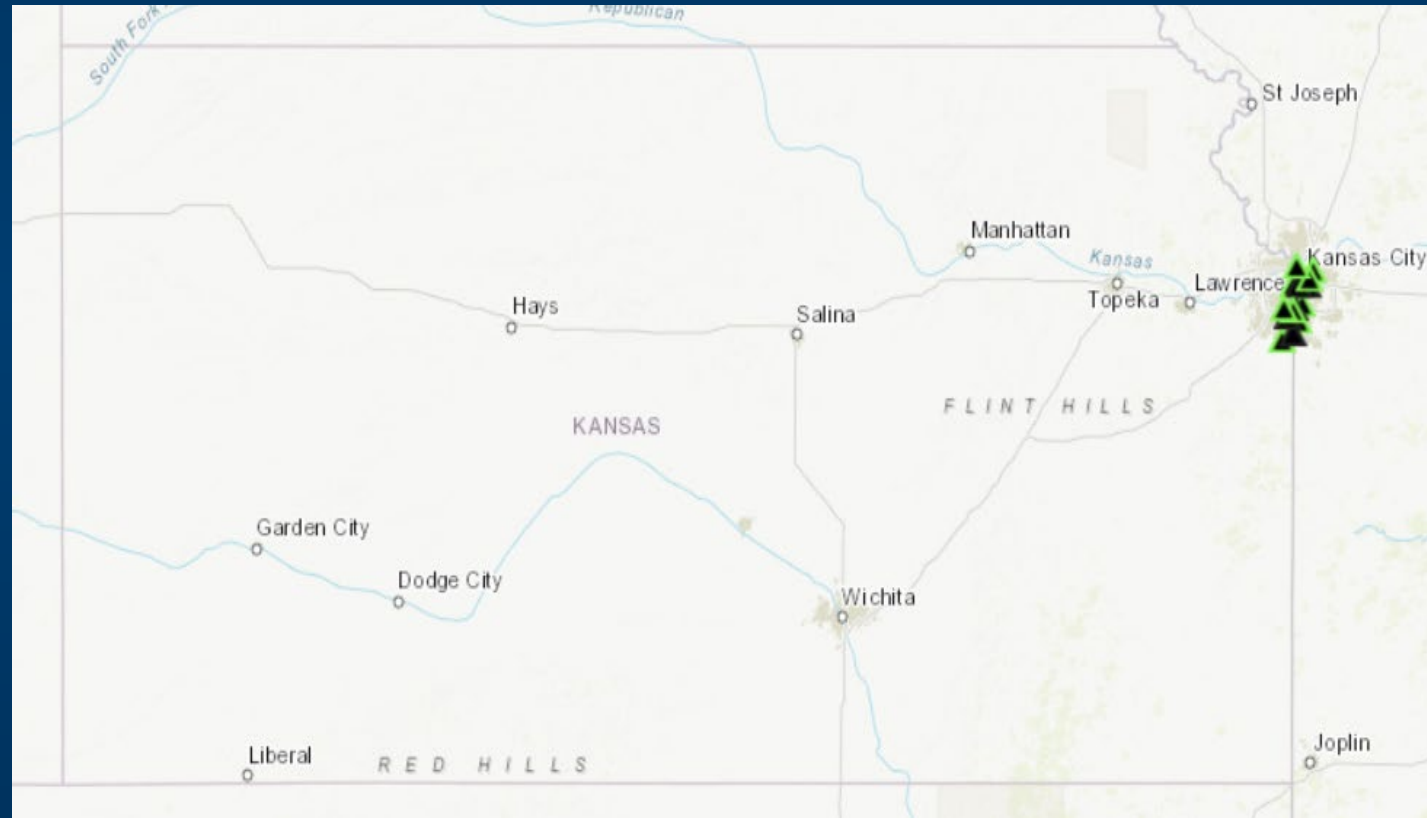 Republican
South Fork
St Joseph
Manhattan
Kansas
Kansas City
Lawrence
Topeka
Hays
Salina
FLINT HILLS
KANSAS
Garden City
Dodge City
Wichita
Liberal
RED HILLS
Joplin